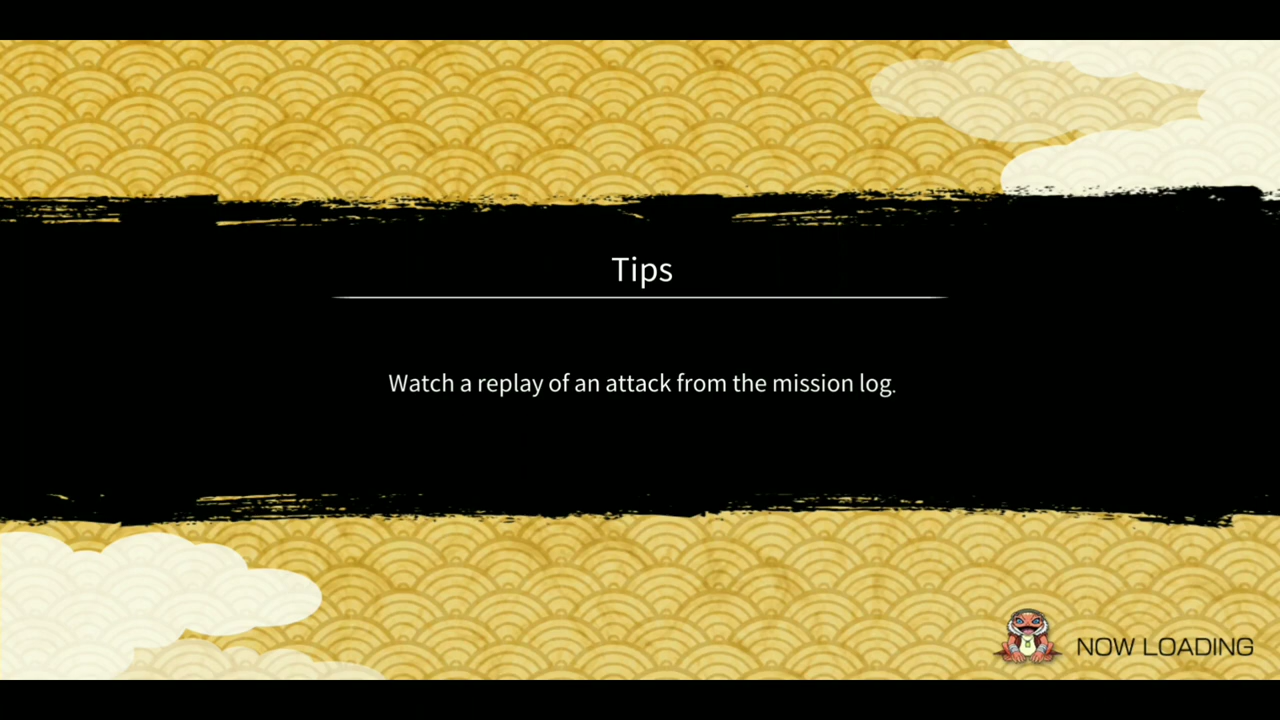 Tips
Watch a replay of an attack from the mission log.
NOW LOADING